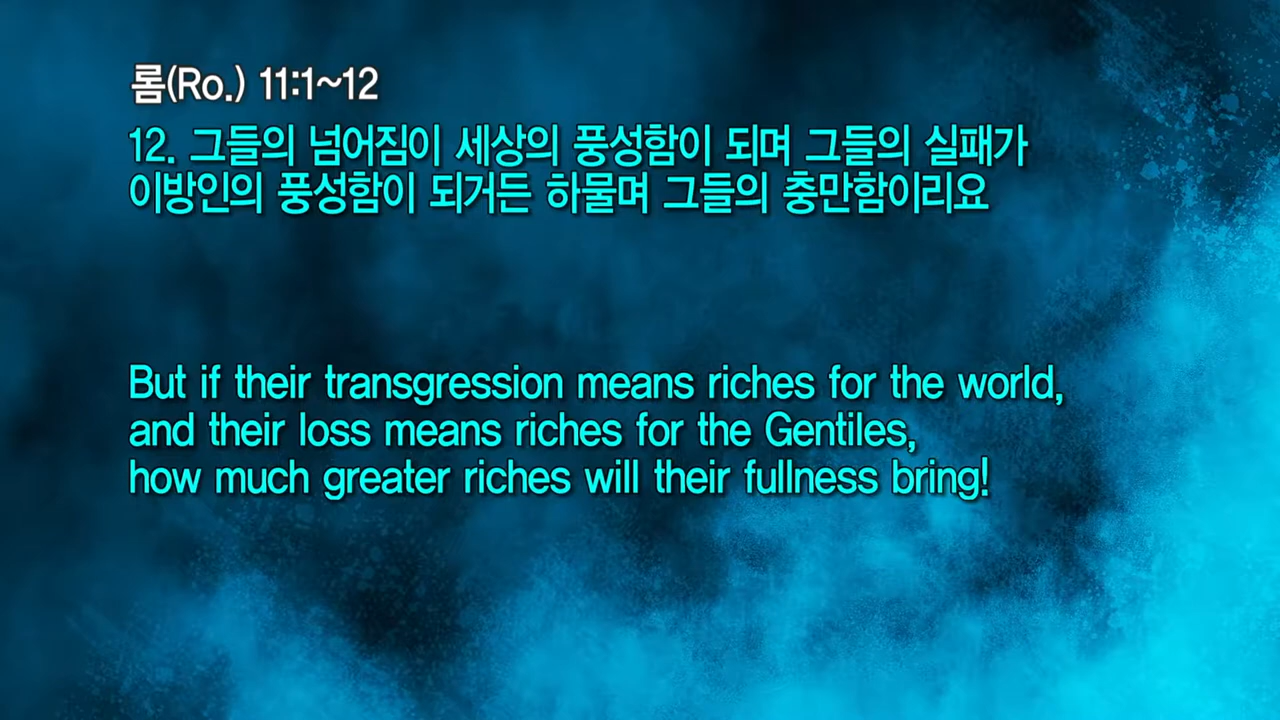 롬(Ro.) 11:1~12
12. 그들의 넘어짐이 세상의 풍성함이 되며 그들의 실패가
이방인의 풍성함이 되거든 하물며 그들의 충만함이리요
But if their transgression means riches for the world,
and their loss means riches for the Gentiles,
how much greater riches will their fullness bring!